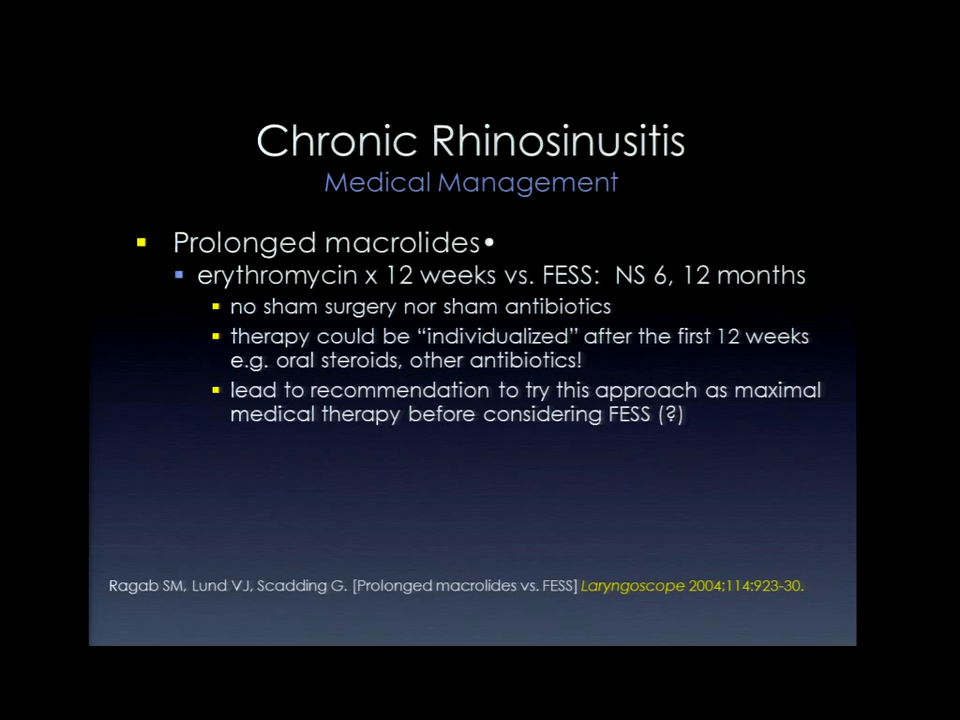 Chronic Rhinosinusitis
Medical Management
▪ Prolonged macrolides•
▪ erythromycin x 12 weeks vs. FESS:  NS 6, 12 months
▪ no sham surgery nor sham antibiotics
▪ therapy could be “individualized” after the first 12 weeks
e.g. oral steroids, other antibiotics!
▪ lead to recommendation to try this approach as maximal
medical therapy before considering FESS (?)
Ragab SM, Lund VJ, Scadding G. [Prolonged macrolides vs. FESS] Laryngoscope 2004;114:923-30.